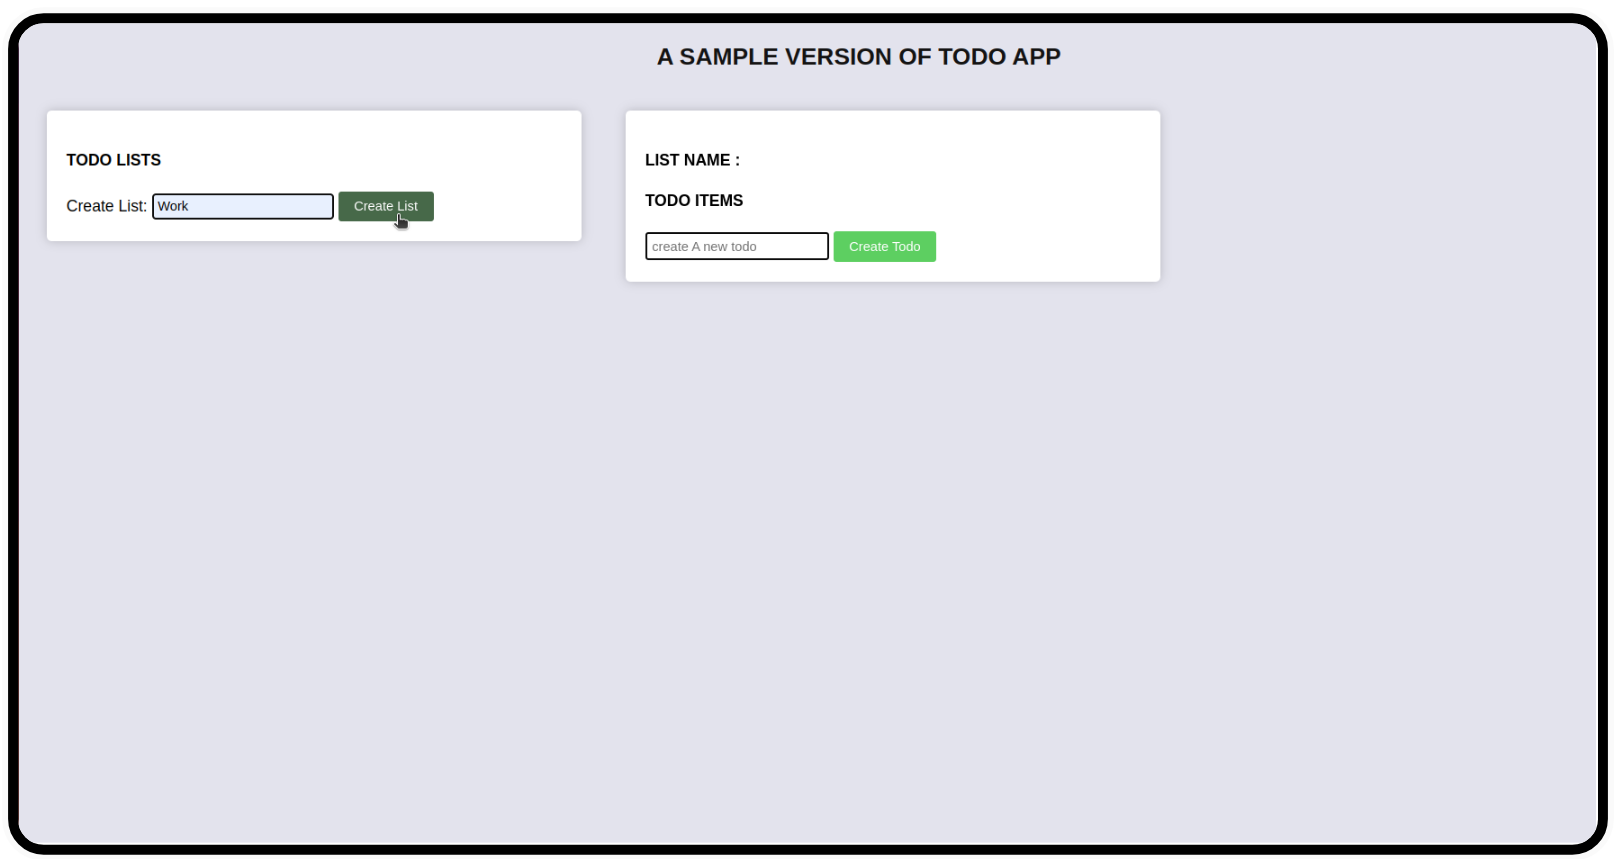 A SAMPLE VERSION OF TODO APP
TODO LISTS
Create List: Work Create List
LIST NAME :
TODO ITEMS
create A new todo Create Todo